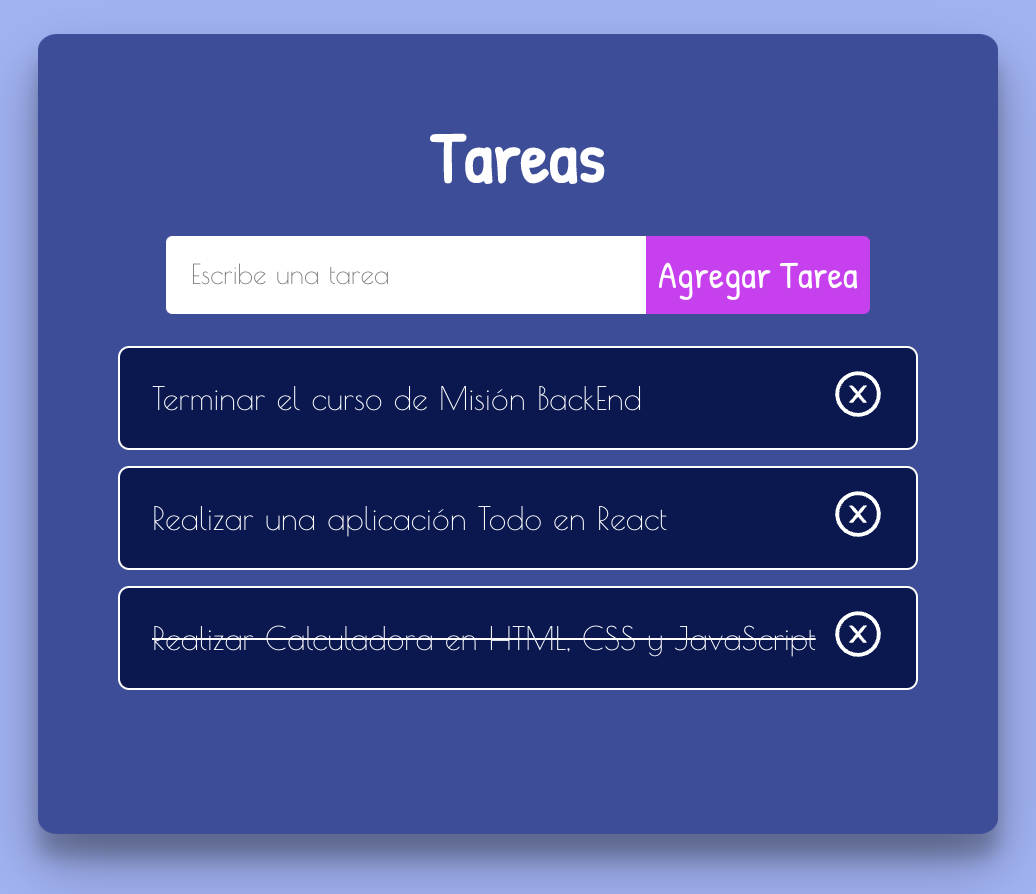 Tareas
Escribe una tarea
Agregar Tarea
Terminar el curso de Misión BackEnd
Realizar una aplicación Todo en React
Realizar Calculadora en HTML, CSS y JavaScript